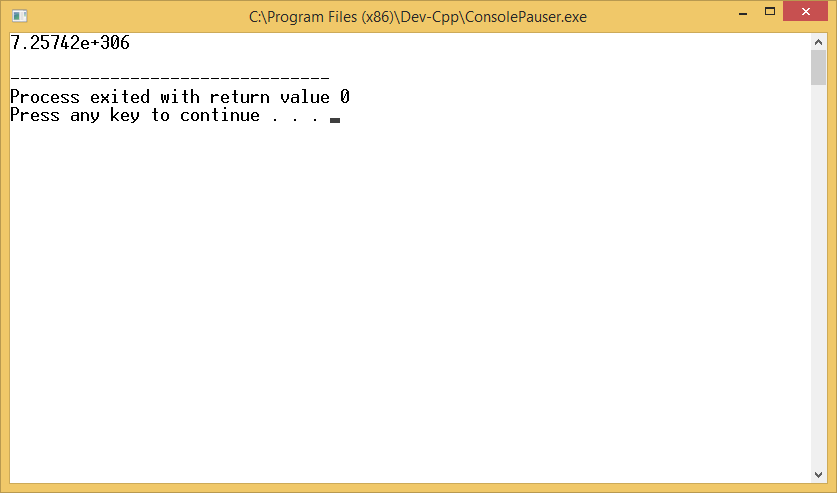 C:\Program Files (x86)\Dev-Cpp\ConsolePauser.exe
7.25742e+306
--------------------------------
Process exited with return value 0
Press any key to continue . . .